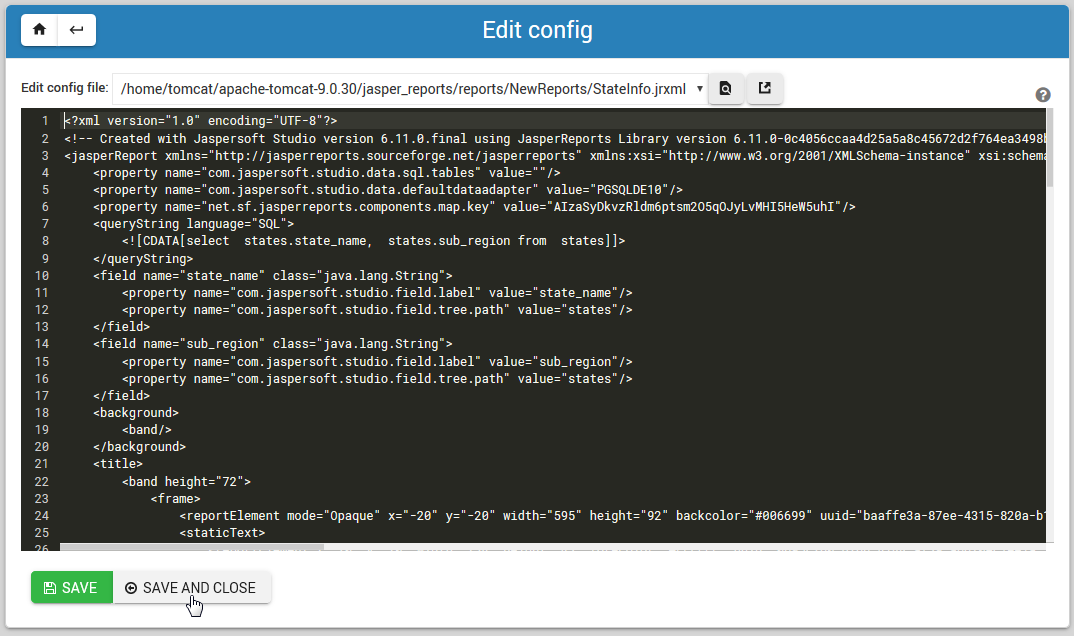 Edit config
Edit config file: /home/tomcat/apache-tomcat-9.0.30/jasper_reports/reports/NewReports/StateInfo.jrxml
1 <?xml version="1.0" encoding="UTF-8"?>
2 <!-- Created with Jaspersoft Studio version 6.11.0.final using JasperReports Library version 6.11.0-0c4056ccaa4d25a5a8c45672d2f764ea3498b
3 <jasperReport xmlns="http://jasperreports.sourceforge.net/jasperreports" xmlns:xsi="http://www.w3.org/2001/XMLSchema-instance" xsi:schema
4 <property name="com.jaspersoft.studio.data.sql.tables" value=""/>
5 <property name="com.jaspersoft.studio.data.defaultdataadapter" value="PGSQLDE10"/>
6 <property name="net.sf.jasperreports.components.map.key" value="AIzaSyDkvzRldm6ptsm2O5qOJyLvMHI5HeW5uhI"/>
7 <queryString language="SQL">
8 <![CDATA[select  states.state_name,  states.sub_region from  states]]>
9 </queryString>
10 <field name="state_name" class="java.lang.String">
11 <property name="com.jaspersoft.studio.field.label" value="state_name"/>
12 <property name="com.jaspersoft.studio.field.tree.path" value="states"/>
13 </field>
14 <field name="sub_region" class="java.lang.String">
15 <property name="com.jaspersoft.studio.field.label" value="sub_region"/>
16 <property name="com.jaspersoft.studio.field.tree.path" value="states"/>
17 </field>
18 <background>
19 <band/>
20 </background>
21 <title>
22 <band height="72">
23 <frame>
24 <reportElement mode="Opaque" x="-20" y="-20" width="595" height="92" backcolor="#006699" uuid="baaffe3a-87ee-4315-820a-b1
25 <staticText>
26
SAVE SAVE AND CLOSE